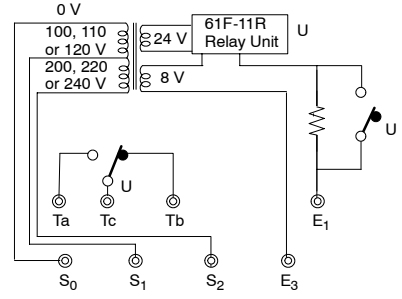 0 V
100, 110
or 120 V
200, 220
or 240 V
24 V
8 V
61F-11R
Relay Unit
U
U
U
Ta
Tc
Tb
E1
S0
S1
S2
E3